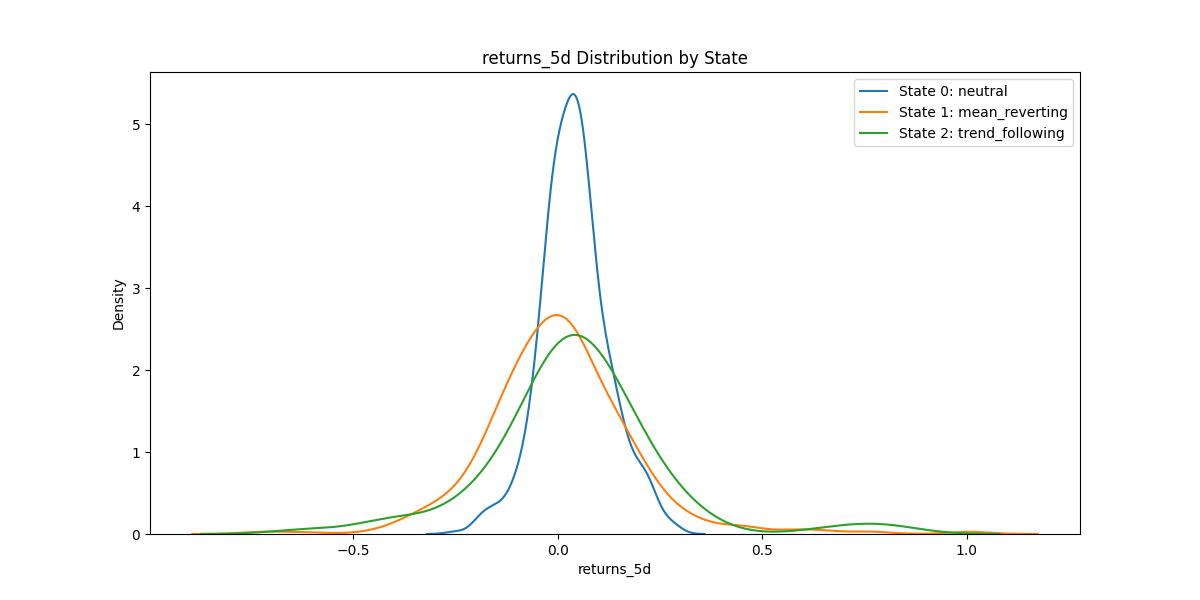 returns_5d Distribution by State
State 0: neutral
State 1: mean_reverting
State 2: trend_following
Density
5
4
3
2
1
0
−0.5
0.0
0.5
1.0
returns_5d